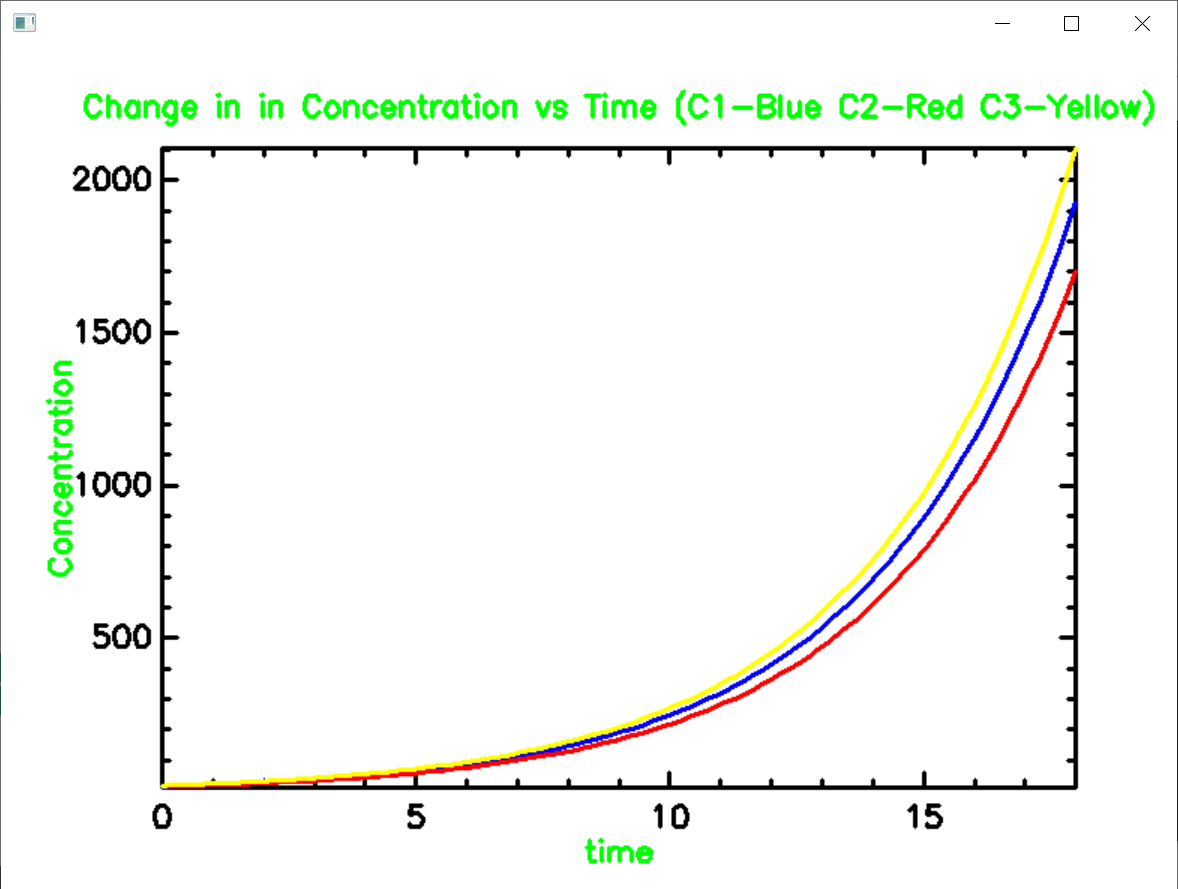 Change in in Concentration vs Time (C1-Blue C2-Red C3-Yellow)
2000
1500
1000
500
Concentration
0 5 10 15
time